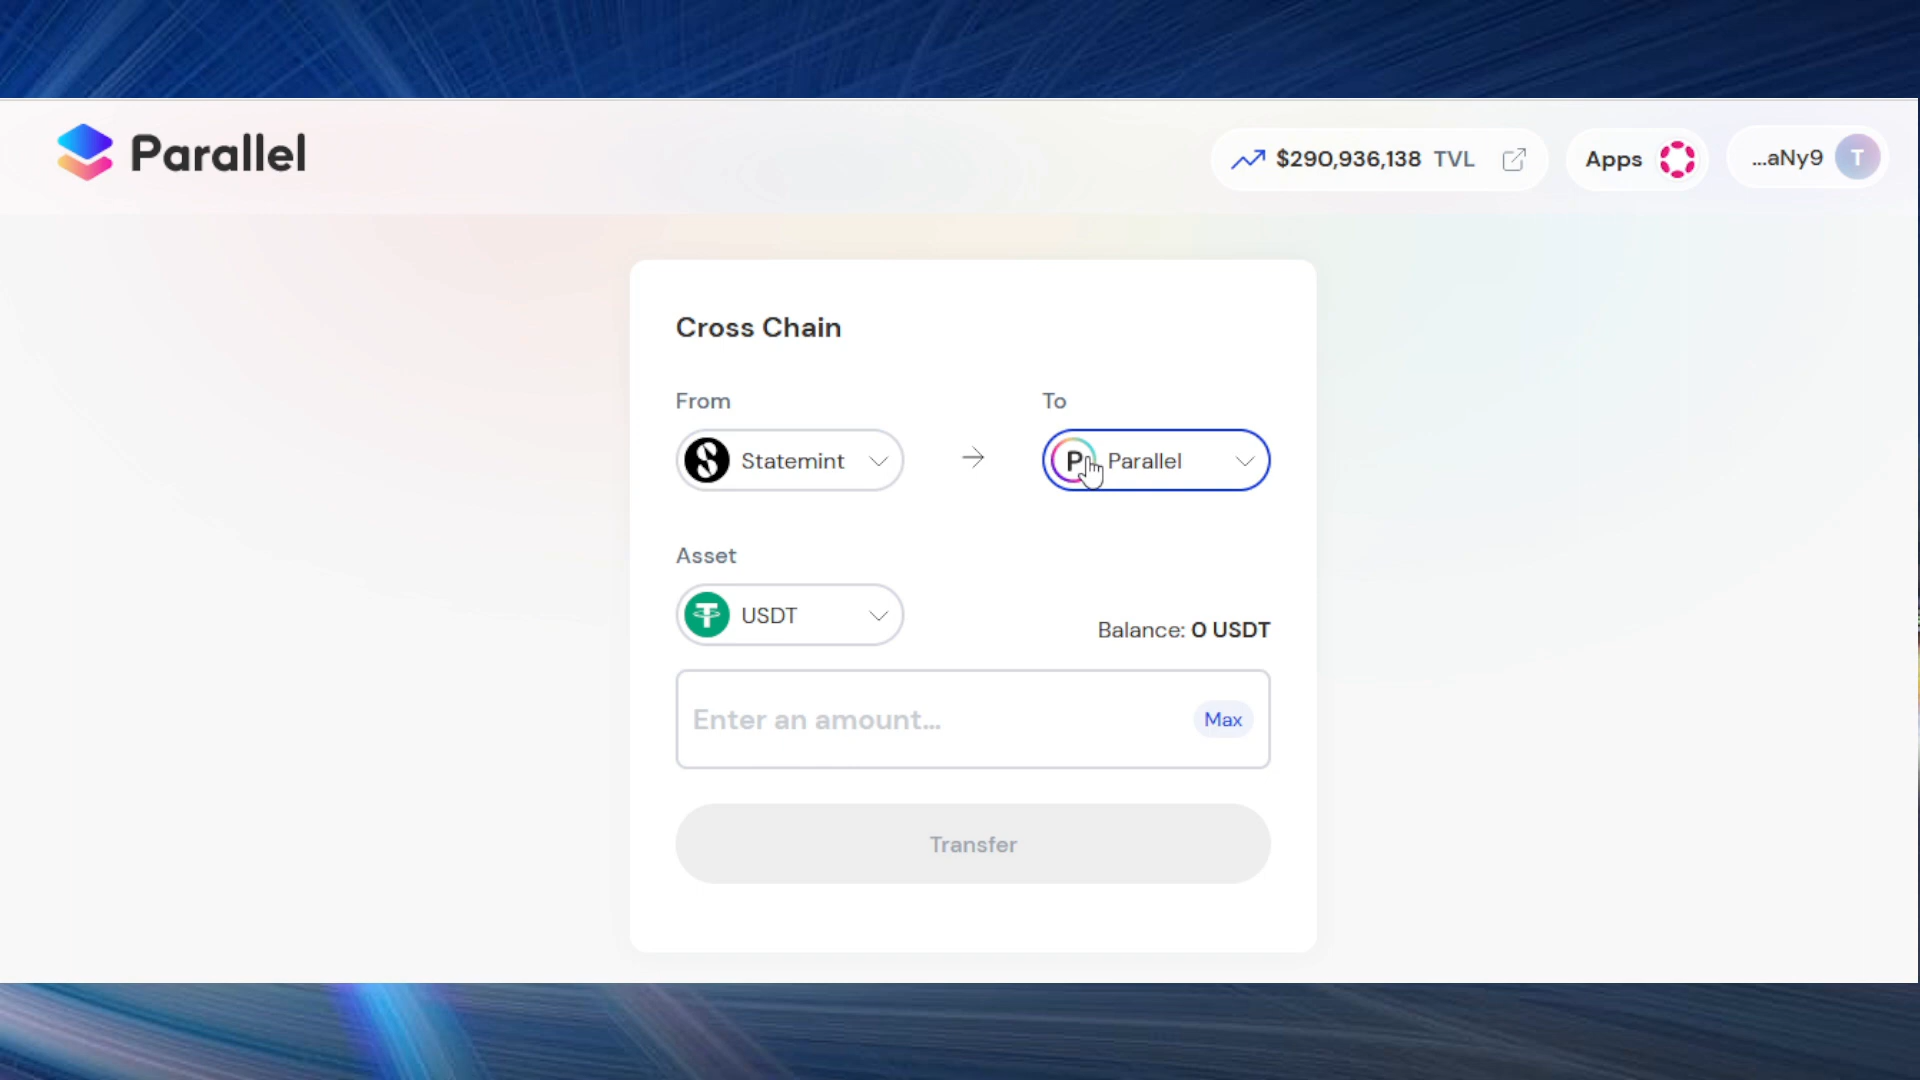 Parallel
$290,936,138 TVL
Apps
...aNy9
T
Cross Chain
From
To
Statemint
P Parallel
Asset
USDT
Balance: 0 USDT
Enter an amount...
Max
Transfer